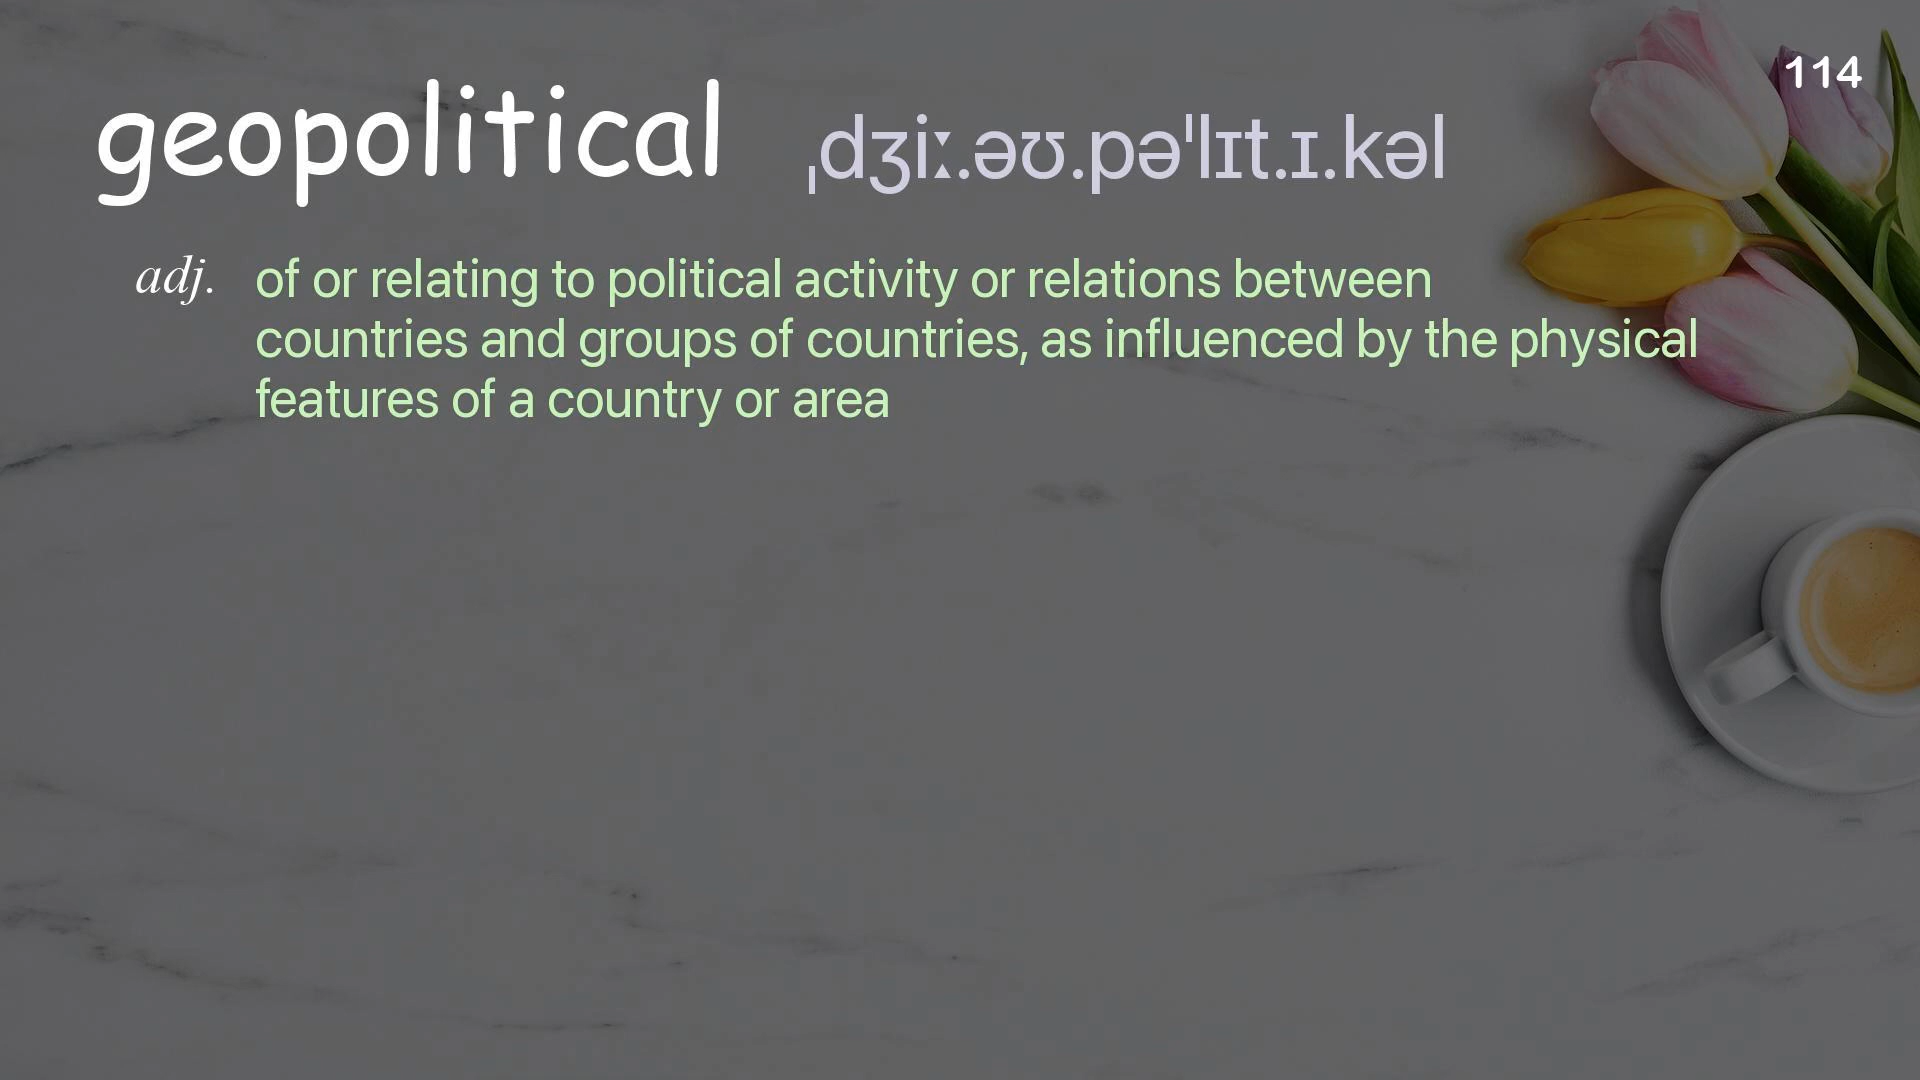 114
geopolitical ˌdʒiː.əʊ.pəˈlɪt.ɪ.kəl
adj. of or relating to political activity or relations between
countries and groups of countries, as influenced by the physical
features of a country or area